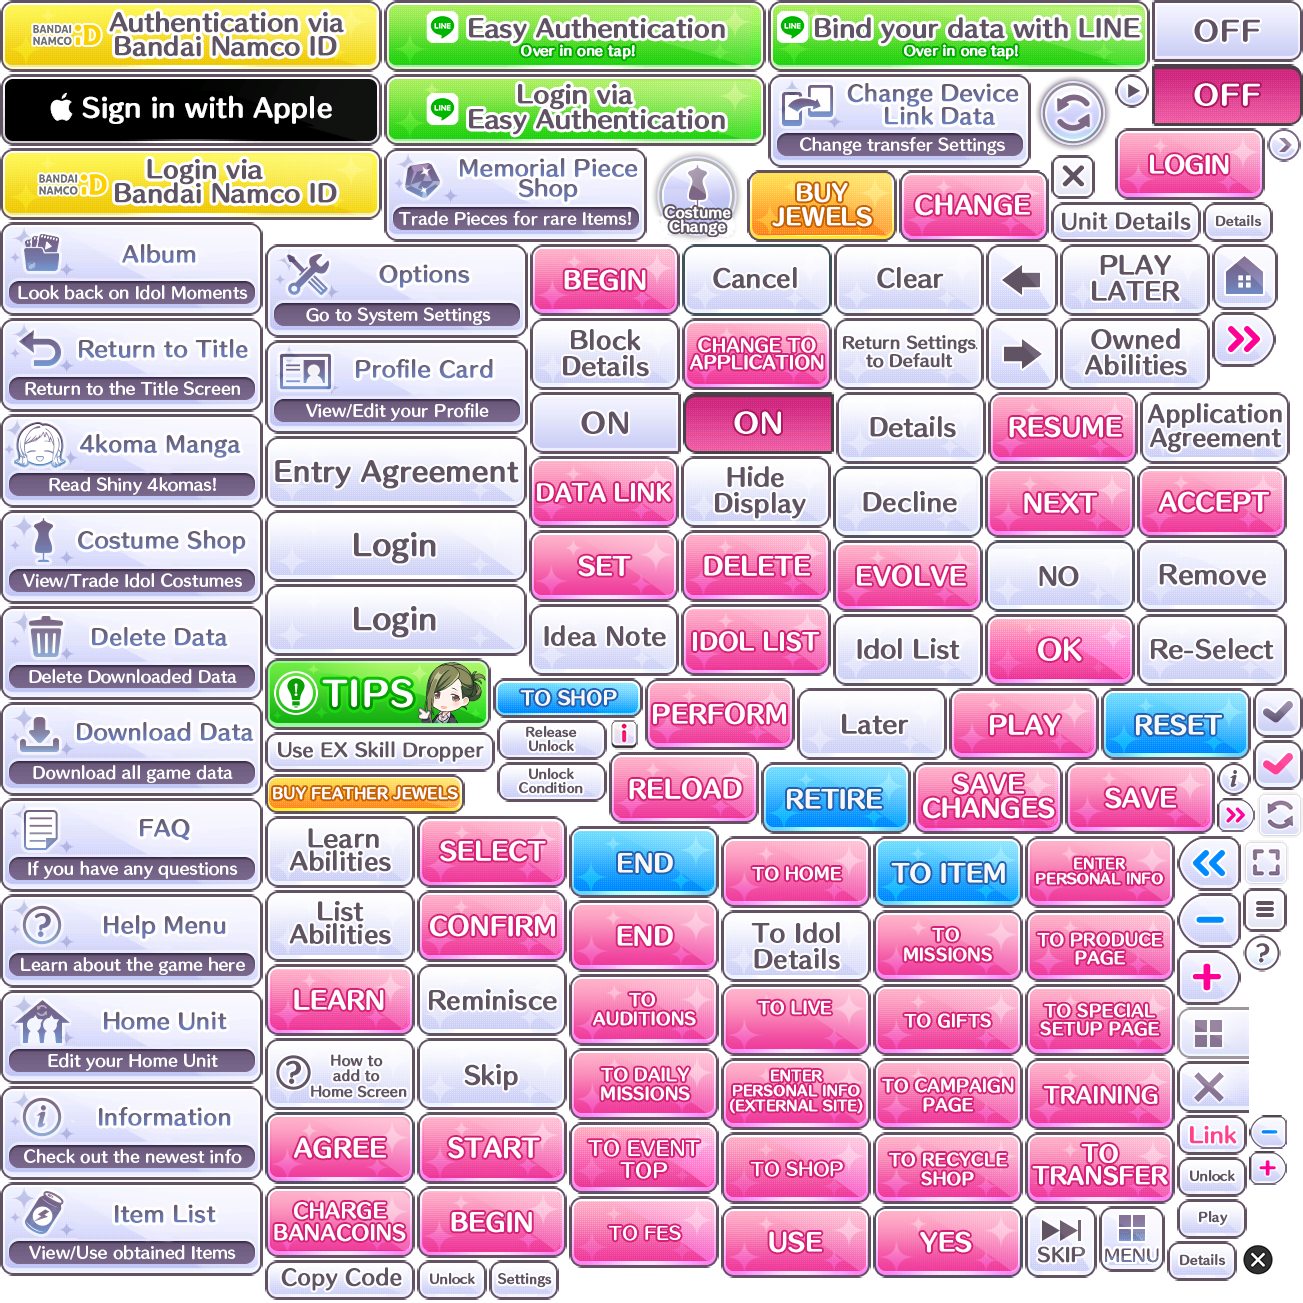 BANDAI
NAMCO iD
Authentication via
Bandai Namco ID
LINE
Easy Authentication
Over in one tap!
LINE
Bind your data with LINE
Over in one tap!
OFF
Sign in with Apple
LINE
Login via
Easy Authentication
Change Device
Link Data
Change transfer Settings
OFF
BANDAI
NAMCO iD
Login via
Bandai Namco ID
Memorial Piece
Shop
Trade Pieces for rare Items!
Costume
Change
BUY
JEWELS
CHANGE
LOGIN
Unit Details
Details
Album
Look back on Idol Moments
Return to Title
Return to the Title Screen
4koma Manga
Read Shiny 4komas!
Costume Shop
View/Trade Idol Costumes
Delete Data
Delete Downloaded Data
Download Data
Download all game data
FAQ
If you have any questions
Help Menu
Learn about the game here
Home Unit
Edit your Home Unit
Information
Check out the newest info
Item List
View/Use obtained Items
Options
Go to System Settings
Profile Card
View/Edit your Profile
Entry Agreement
Login
Login
TIPS
Use EX Skill Dropper
BUY FEATHER JEWELS
BEGIN
Cancel
Clear
PLAY
LATER
Block
Details
CHANGE TO
APPLICATION
Return Settings.
to Default
Owned
Abilities
ON
ON
Details
RESUME
Application
Agreement
DATA LINK
Hide
Display
Decline
NEXT
ACCEPT
SET
DELETE
EVOLVE
NO
Remove
Idea Note
IDOL LIST
Idol List
OK
Re-Select
TO SHOP
Release
Unlock
Unlock
Condition
PERFORM
Later
PLAY
RESET
RELOAD
RETIRE
SAVE
CHANGES
SAVE
Learn
Abilities
SELECT
END
TO HOME
TO ITEM
ENTER
PERSONAL INFO
List
Abilities
CONFIRM
END
To Idol
Details
TO
MISSIONS
TO PRODUCE
PAGE
LEARN
Reminisce
TO
AUDITIONS
TO LIVE
TO GIFTS
TO SPECIAL
SETUP PAGE
How to
add to
Home Screen
Skip
TO DAILY
MISSIONS
ENTER
PERSONAL INFO
(EXTERNAL SITE)
TO CAMPAIGN
PAGE
TRAINING
AGREE
START
TO EVENT
TOP
TO SHOP
TO RECYCLE
SHOP
TO
TRANSFER
Link
Unlock
CHARGE
BANACOINS
BEGIN
TO FES
USE
YES
SKIP
MENU
Play
Details
Copy Code
Unlock
Settings